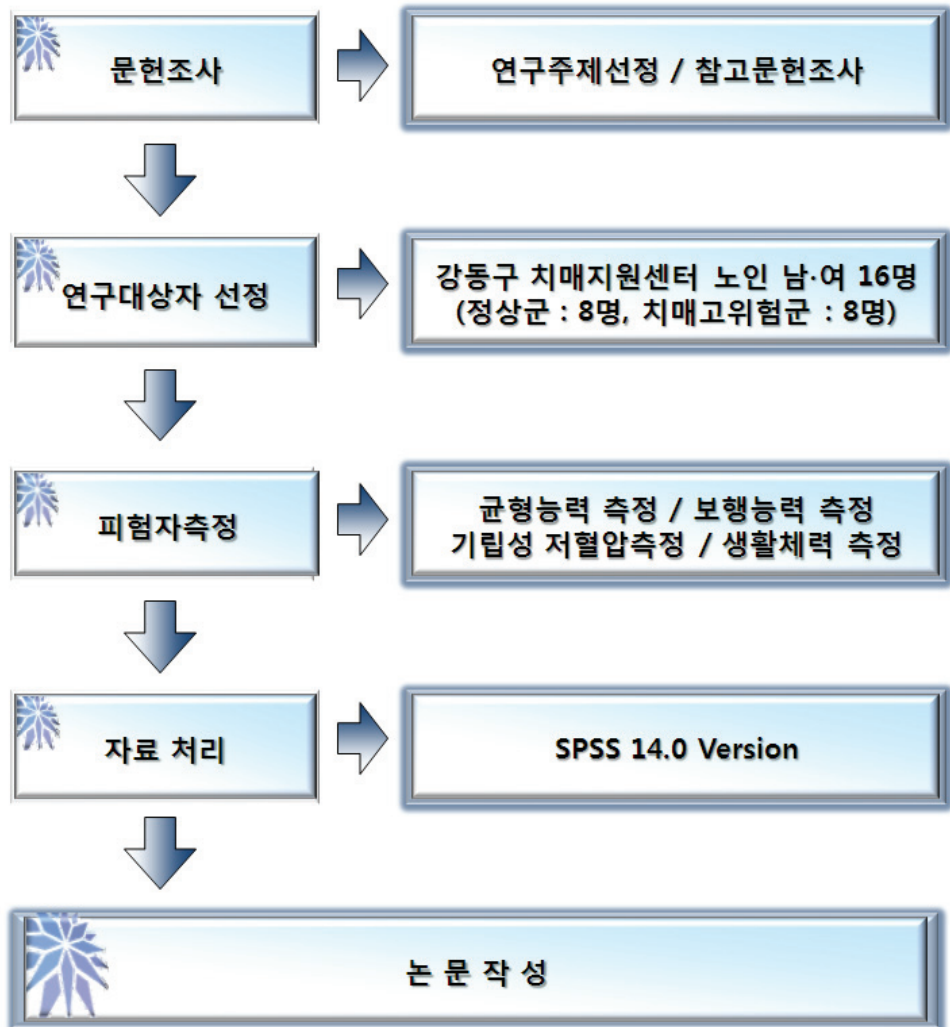 문헌조사
연구주제선정 / 참고문헌조사
연구대상자 선정
강동구 치매지원센터 노인 남·여 16명
(정상군 : 8명, 치매고위험군 : 8명)
피험자측정
균형능력 측정 / 보행능력 측정
기립성 저혈압측정 / 생활체력 측정
자료 처리
SPSS 14.0 Version
논 문 작 성